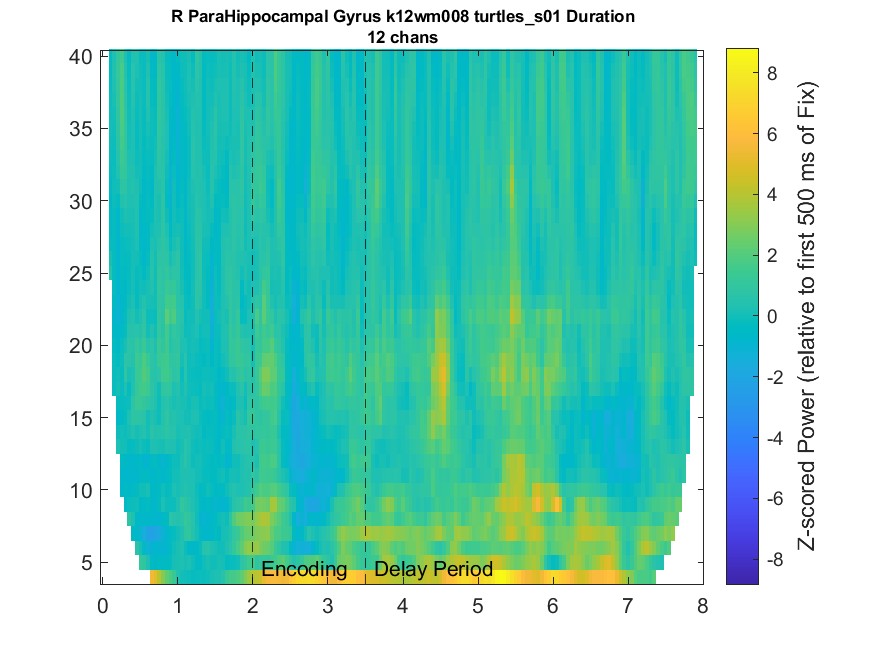 R ParaHippocampal Gyrus k12wm008 turtles_s01 Duration
12 chans
40
35
30
25
20
15
10
5
Encoding
Delay Period
0 1 2 3 4 5 6 7 8
8
6
4
2
0
-2
-4
-6
-8
Z-scored Power (relative to first 500 ms of Fix)